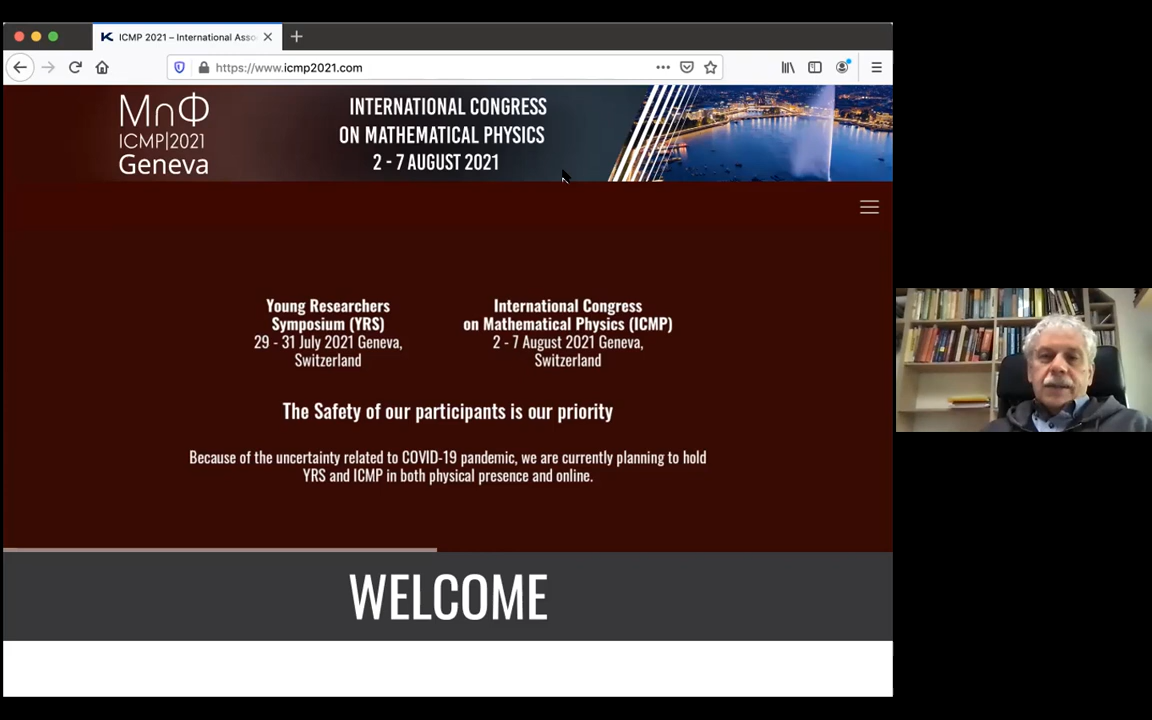 ICMP 2021 – International Asso
https://www.icmp2021.com
MnΦ
ICMP|2021
Geneva
INTERNATIONAL CONGRESS
ON MATHEMATICAL PHYSICS
2 - 7 AUGUST 2021
Young Researchers
Symposium (YRS)
29 - 31 July 2021 Geneva,
Switzerland
International Congress
on Mathematical Physics (ICMP)
2 - 7 August 2021 Geneva,
Switzerland
The Safety of our participants is our priority
Because of the uncertainty related to COVID-19 pandemic, we are currently planning to hold
YRS and ICMP in both physical presence and online.
WELCOME